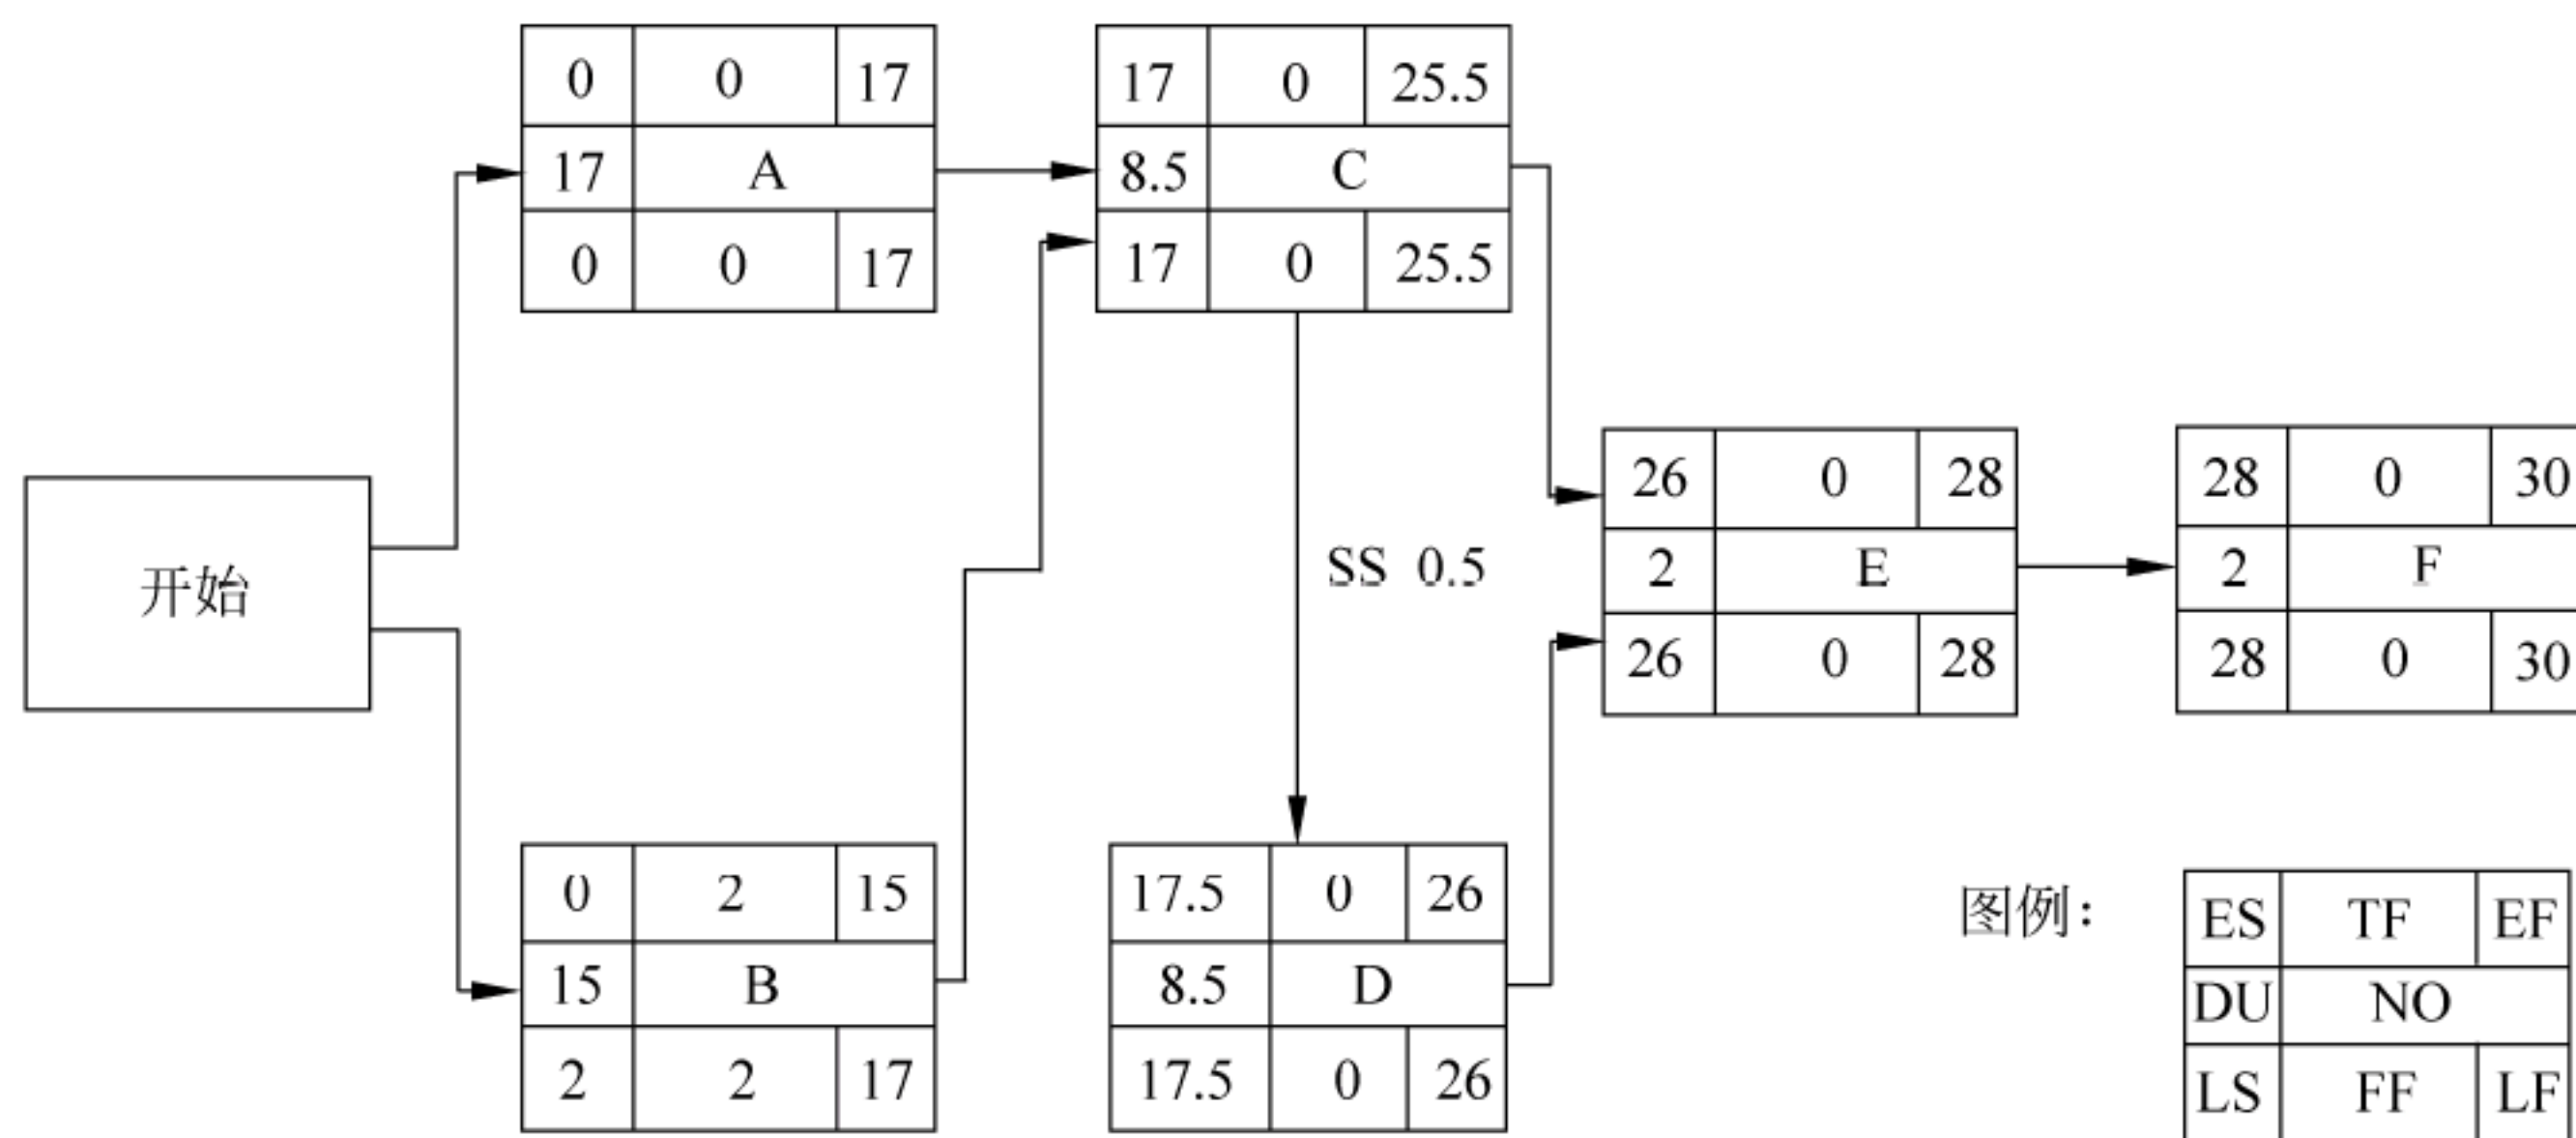 0 0 17
17 A
0 0 17
17 0 25.5
8.5 C
17 0 25.5
开始
SS 0.5
26 0 28
2 E
26 0 28
28 0 30
2 F
28 0 30
0 2 15
15 B
2 2 17
17.5 0 26
8.5 D
17.5 0 26
图例：
ES TF EF
DU NO
LS FF LF